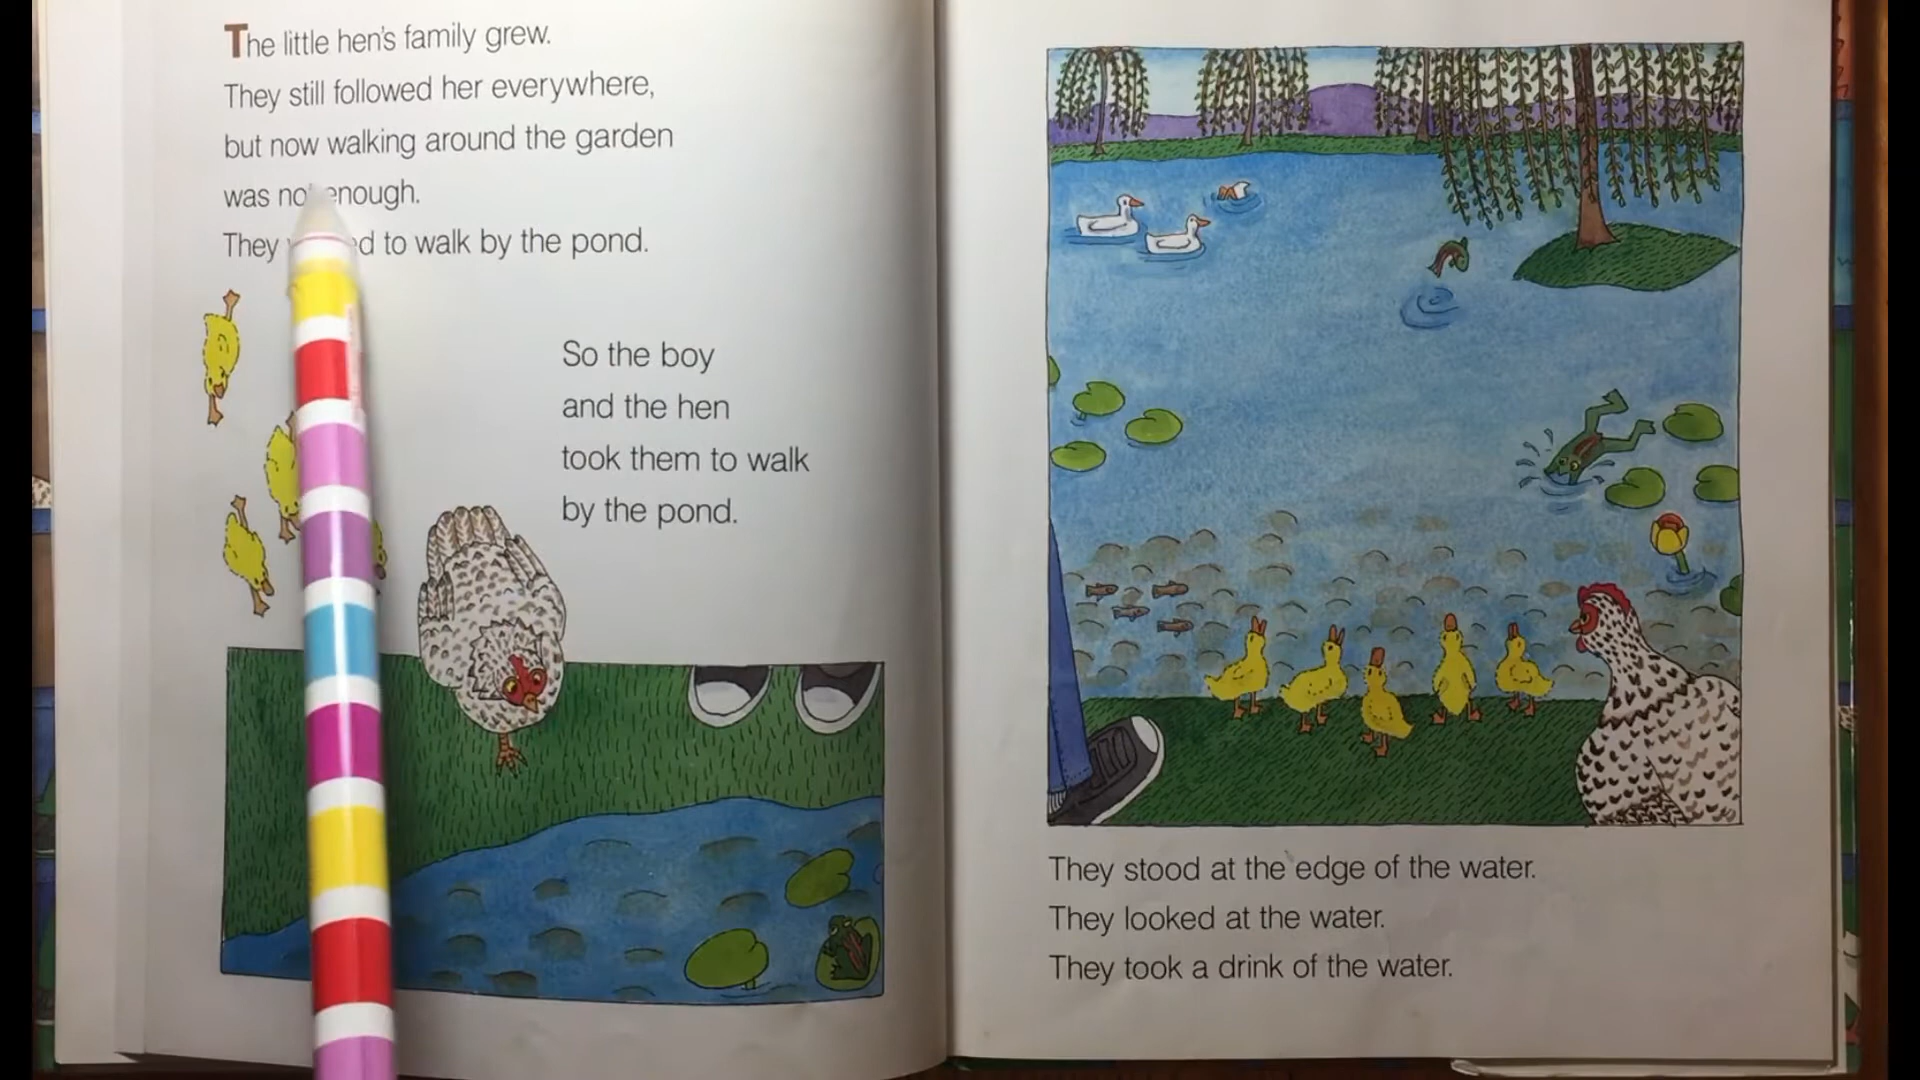 The little hen's family grew.
They still followed her everywhere,
but now walking around the garden
was not enough.
They to walk by the pond.
So the boy
and the hen
took them to walk
by the pond.
They stood at the edge of the water.
They looked at the water.
They took a drink of the water.